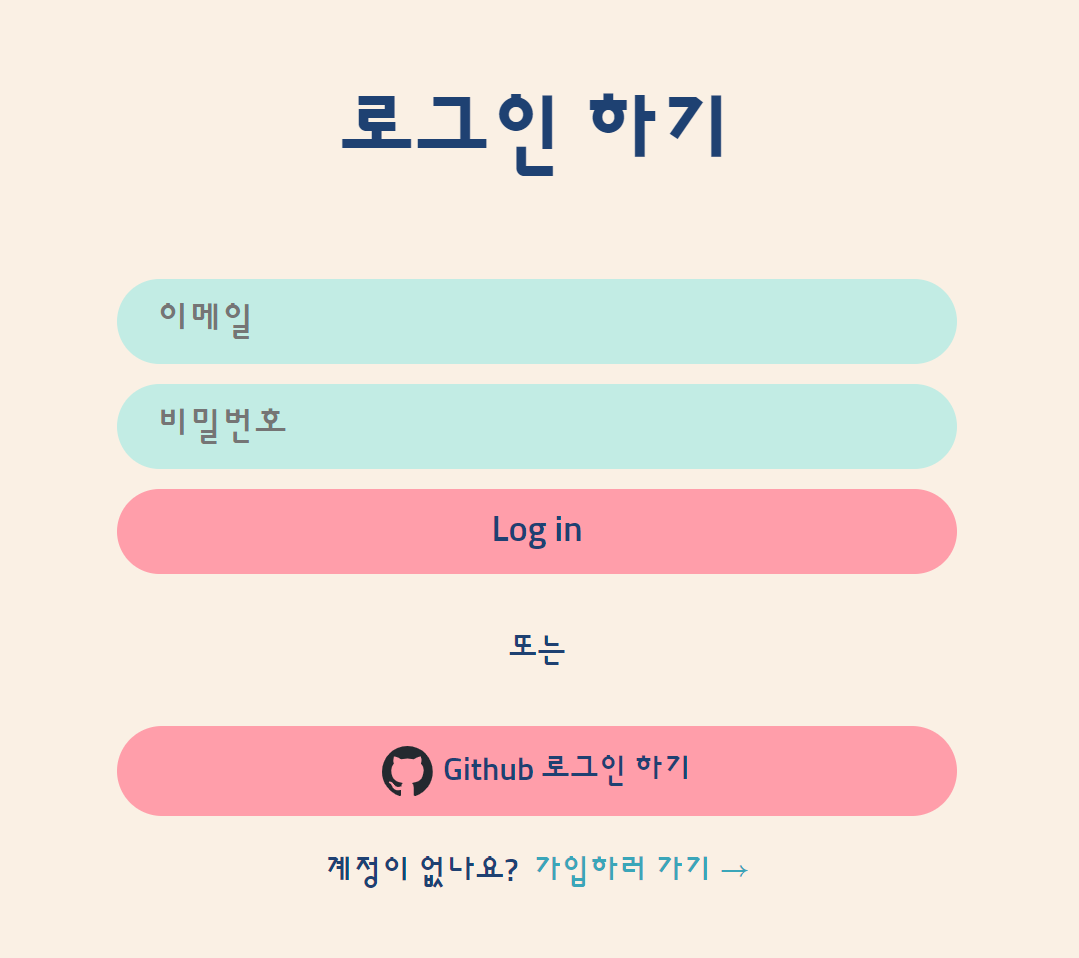 로그인 하기
이메일
비밀번호
Log in
또는
Github 로그인 하기
계정이 없나요? 가입하러 가기 →